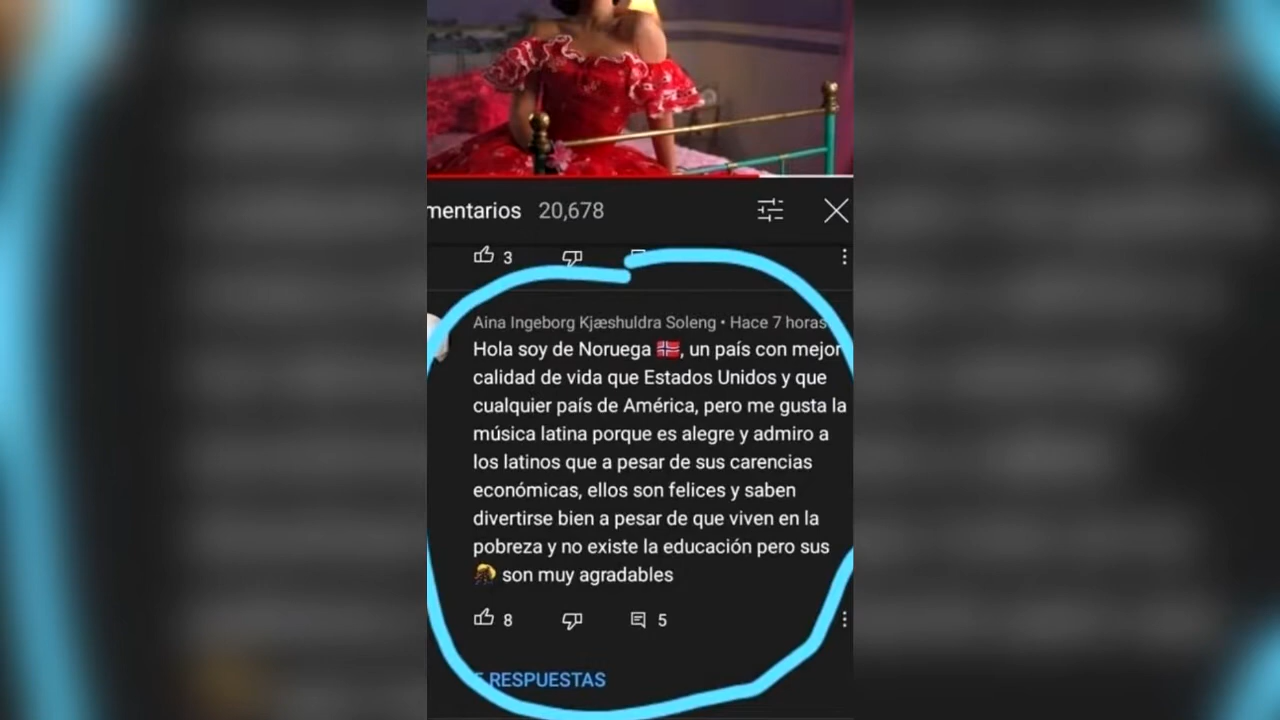 mentarios 20,678
3
Aina Ingeborg Kjæshuldra Soleng • Hace 7 horas
Hola soy de Noruega 🇳🇴, un país con mejor
calidad de vida que Estados Unidos y que
cualquier país de América, pero me gusta la
música latina porque es alegre y admiro a
los latinos que a pesar de sus carencias
económicas, ellos son felices y saben
divertirse bien a pesar de que viven en la
pobreza y no existe la educación pero sus
son muy agradables
8 5
RESPUESTAS